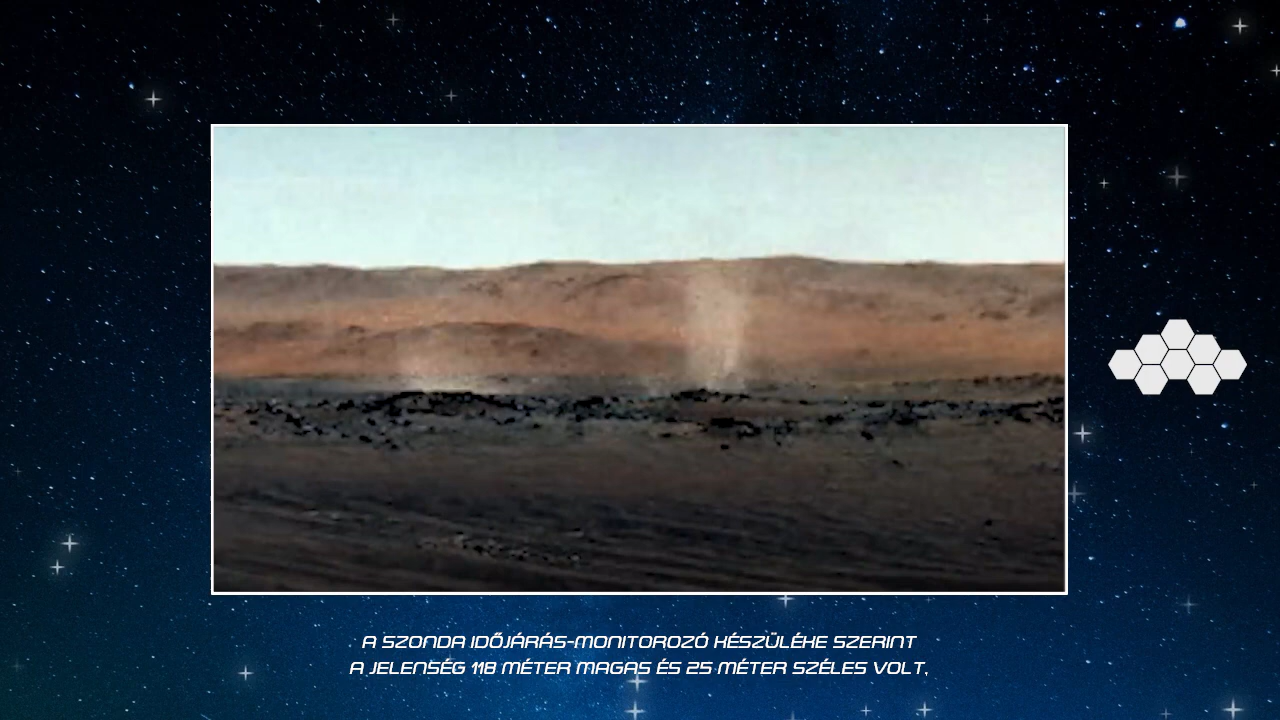 A SZONDA IDŐJÁRÁS-MONITOROZÓ KÉSZÜLÉKE SZERINT
A JELENSÉG 118 MÉTER MAGAS ÉS 25 MÉTER SZÉLES VOLT,